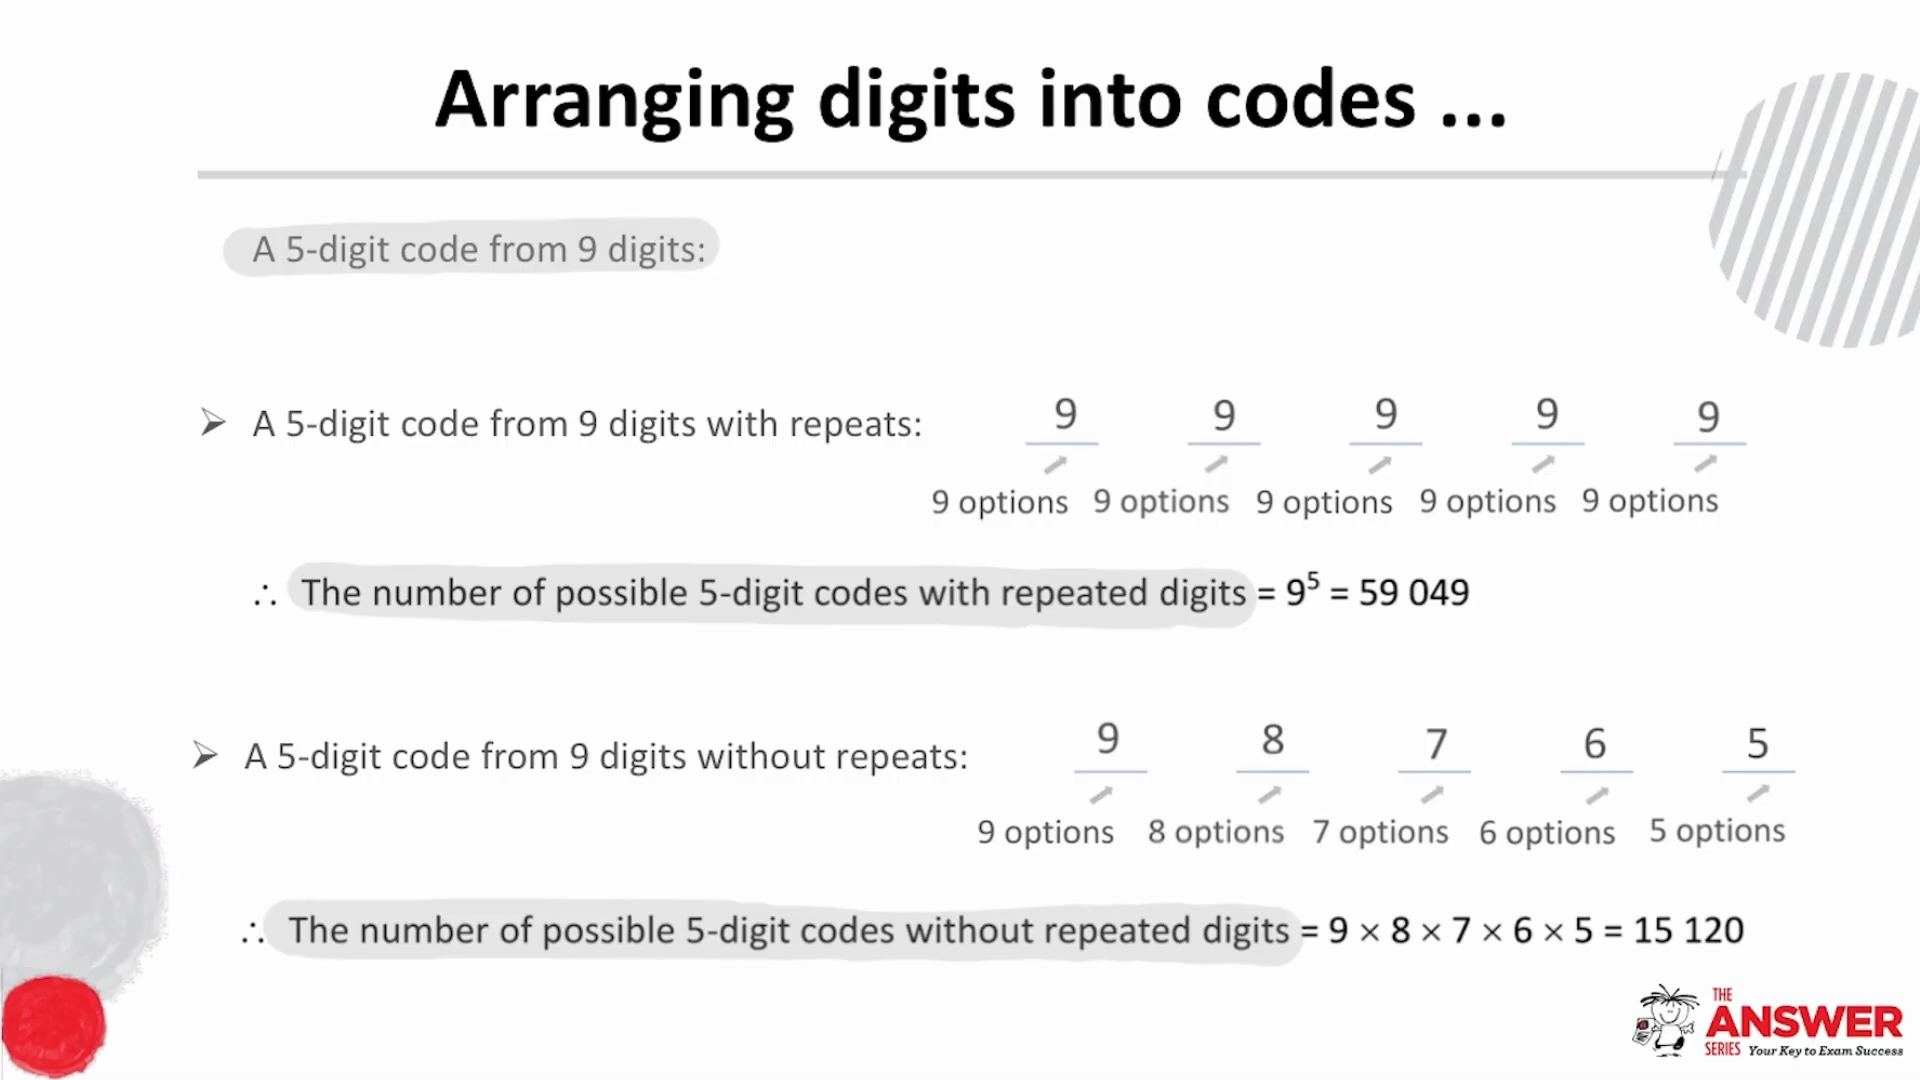 Arranging digits into codes ...
A 5-digit code from 9 digits:
➢ A 5-digit code from 9 digits with repeats: 9 9 9 9 9
9 options 9 options 9 options 9 options 9 options
∴ The number of possible 5-digit codes with repeated digits = 9⁵ = 59 049
➢ A 5-digit code from 9 digits without repeats: 9 8 7 6 5
9 options 8 options 7 options 6 options 5 options
∴ The number of possible 5-digit codes without repeated digits = 9 × 8 × 7 × 6 × 5 = 15 120
THE
ANSWER
SERIES Your Key to Exam Success